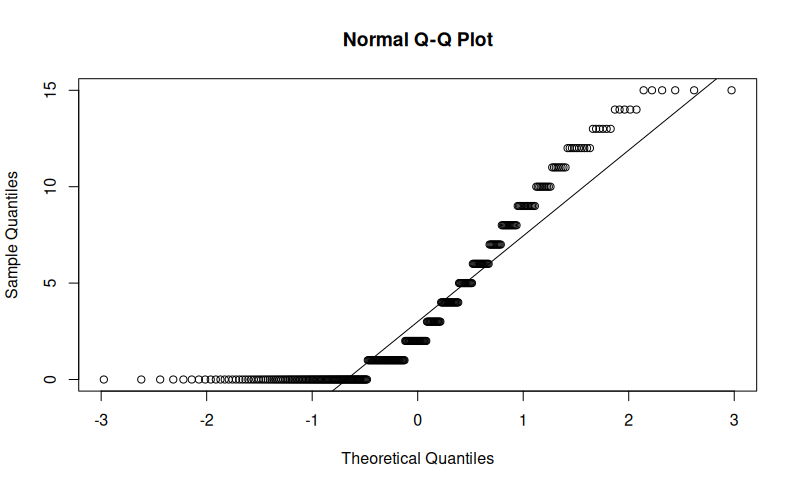 Normal Q-Q Plot
Sample Quantiles
15
10
5
0
-3 -2 -1 0 1 2 3
Theoretical Quantiles